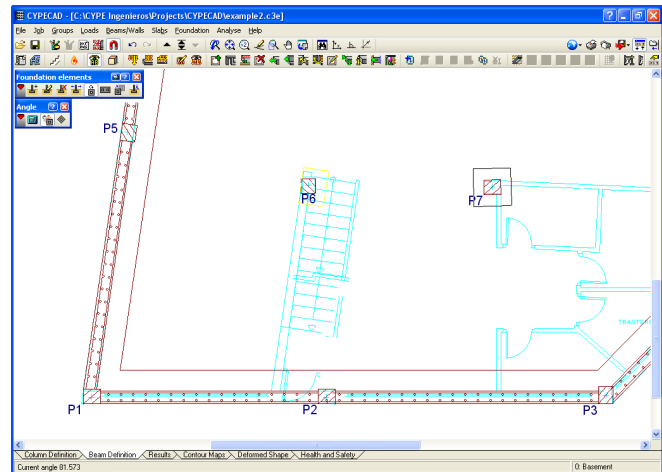 CYPECAD - [C:\CYPE Ingenieros\Projects\CYPECAD\example2.c3e]
File Job Groups Loads Beams/Walls Slabs Foundation Analyse Help
Foundation elements
Angle
P5
P6
P7
P1
P2
P3
Column Definition Beam Definition Results Contour Maps Deformed Shape Health and Safety
Current angle 81.573
0: Basement